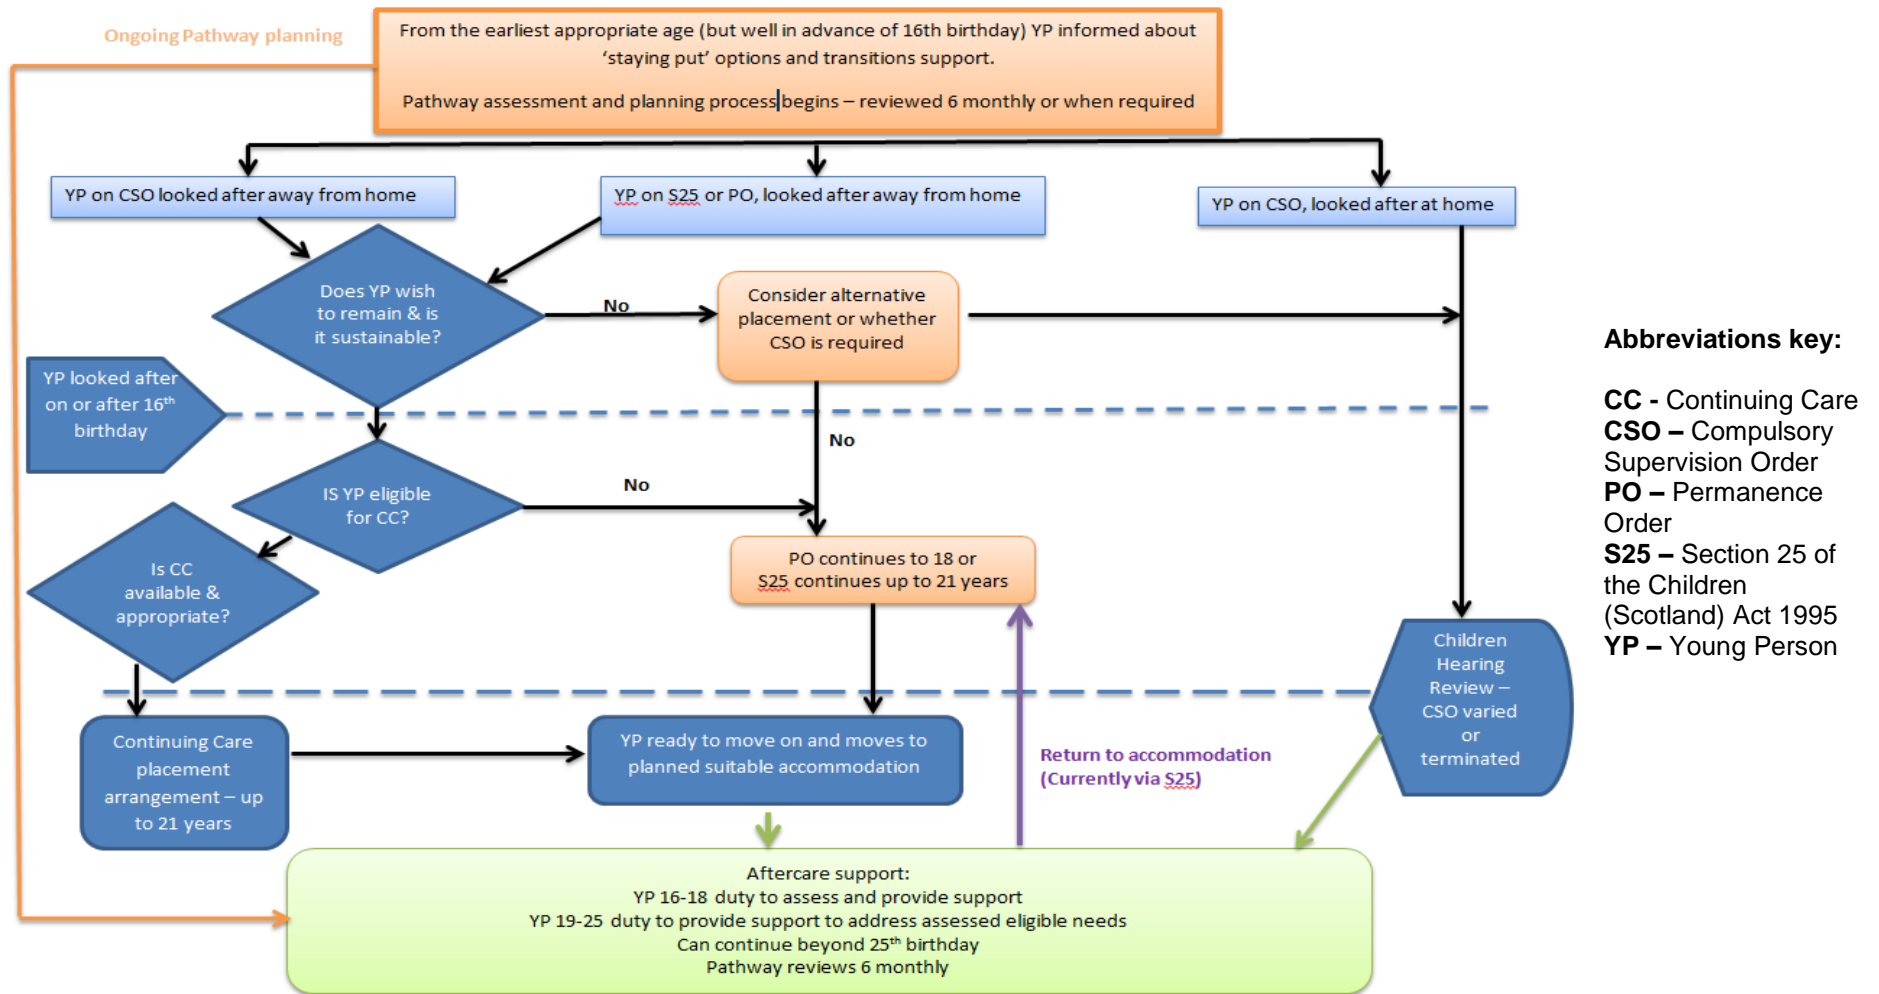 Ongoing Pathway planning
From the earliest appropriate age (but well in advance of 16th birthday) YP informed about
‘staying put’ options and transitions support.
Pathway assessment and planning process begins – reviewed 6 monthly or when required
YP on CSO looked after away from home
YP on S25 or PO, looked after away from home
YP on CSO, looked after at home
Does YP wish
to remain & is
it sustainable?
No
Consider alternative
placement or whether
CSO is required
YP looked after
on or after 16th
birthday
No
IS YP eligible
for CC?
No
Is CC
available &
appropriate?
PO continues to 18 or
S25 continues up to 21 years
Children
Hearing
Review –
CSO varied
or
terminated
Continuing Care
placement
arrangement – up
to 21 years
YP ready to move on and moves to
planned suitable accommodation
Return to accommodation
(Currently via S25)
Aftercare support:
YP 16-18 duty to assess and provide support
YP 19-25 duty to provide support to address assessed eligible needs
Can continue beyond 25th birthday
Pathway reviews 6 monthly
Abbreviations key:
CC - Continuing Care
CSO – Compulsory
Supervision Order
PO – Permanence
Order
S25 – Section 25 of
the Children
(Scotland) Act 1995
YP – Young Person